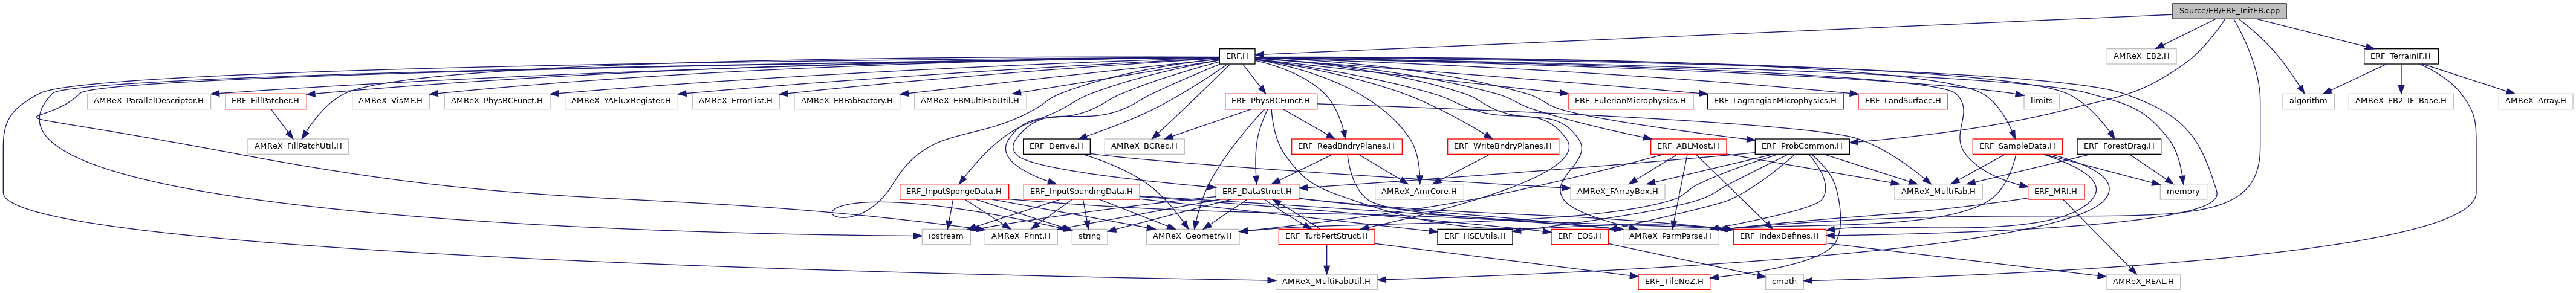 Source/EB/ERF_InitEB.cpp
ERF.H
AMReX_EB2.H
ERF_TerrainIF.H
AMReX_ParallelDescriptor.H
ERF_FillPatcher.H
AMReX_VisMF.H
AMReX_PhysBCFunct.H
AMReX_YAFluxRegister.H
AMReX_ErrorList.H
AMReX_EBFabFactory.H
AMReX_EBMultiFabUtil.H
ERF_PhysBCFunct.H
ERF_EulerianMicrophysics.H
ERF_LagrangianMicrophysics.H
ERF_LandSurface.H
limits
algorithm
AMReX_EB2_IF_Base.H
AMReX_Array.H
AMReX_FillPatchUtil.H
ERF_Derive.H
AMReX_BCRec.H
ERF_ReadBndryPlanes.H
ERF_WriteBndryPlanes.H
ERF_ABLMost.H
ERF_ProbCommon.H
ERF_SampleData.H
ERF_ForestDrag.H
ERF_InputSpongeData.H
ERF_InputSoundingData.H
ERF_DataStruct.H
AMReX_AmrCore.H
AMReX_FArrayBox.H
AMReX_MultiFab.H
ERF_MRI.H
memory
iostream
AMReX_Print.H
string
AMReX_Geometry.H
ERF_TurbPertStruct.H
ERF_HSEUtils.H
ERF_EOS.H
AMReX_ParmParse.H
ERF_IndexDefines.H
AMReX_MultiFabUtil.H
ERF_TileNoZ.H
cmath
AMReX_REAL.H